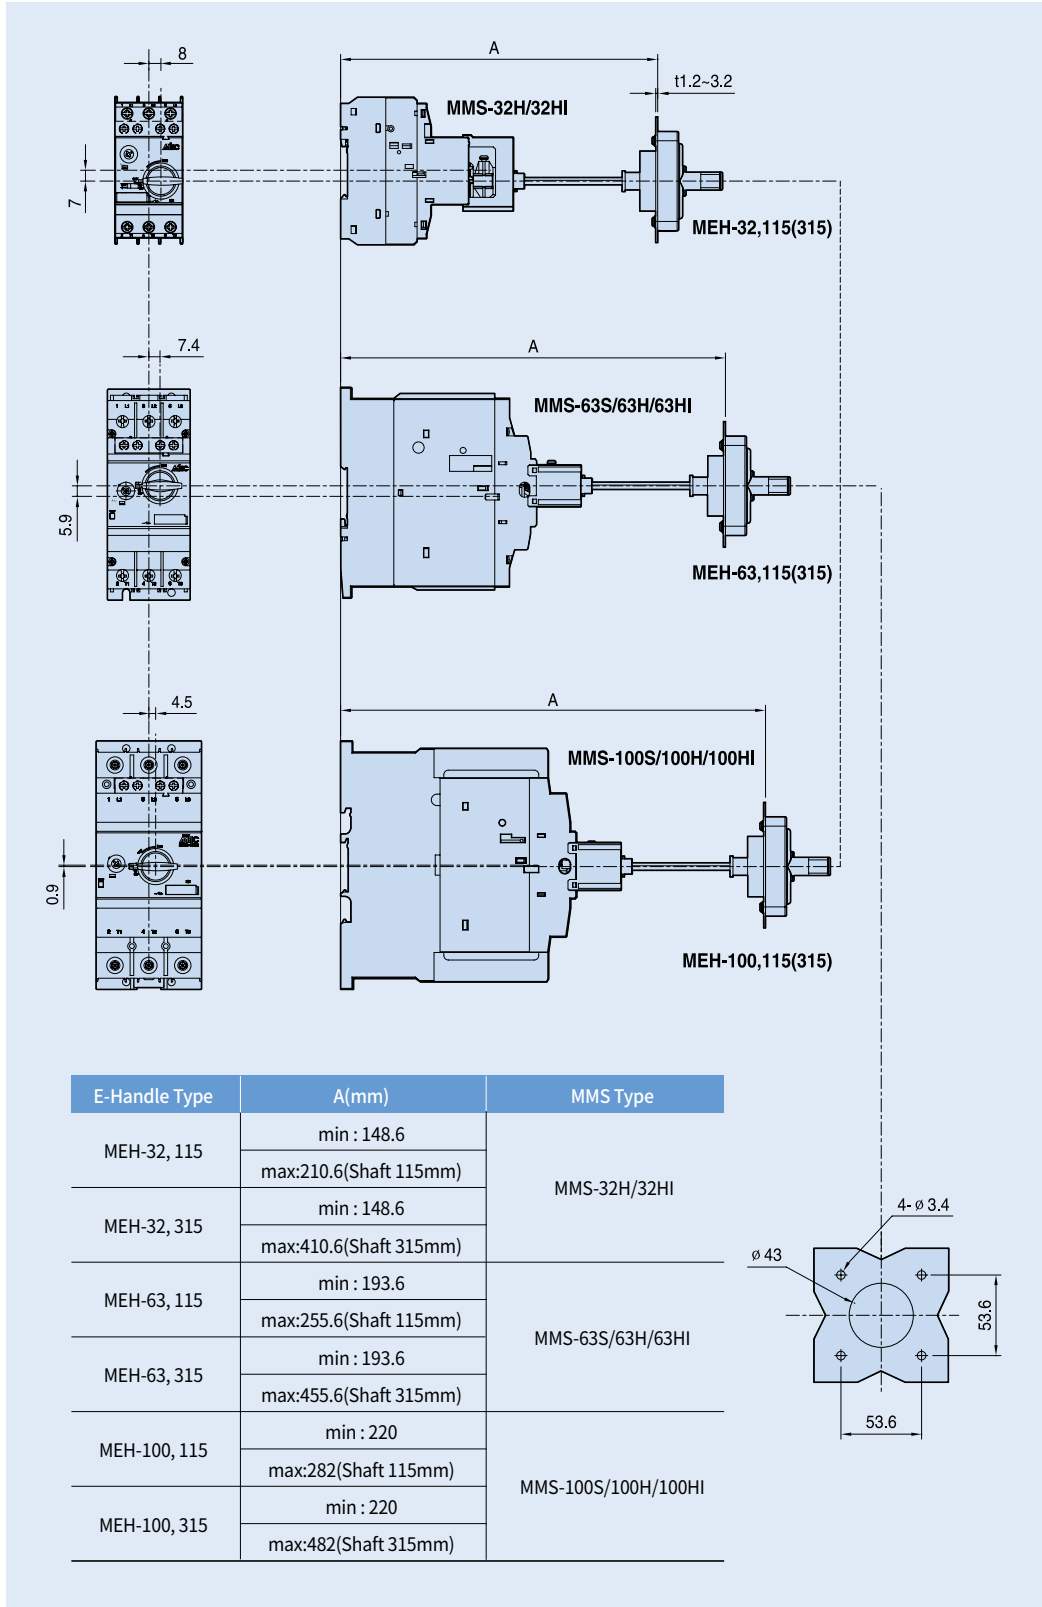 8
A
t1.2~3.2
MMS-32H/32HI
7
MEH-32,115(315)
7.4
A
MMS-63S/63H/63HI
5.9
MEH-63,115(315)
4.5
A
MMS-100S/100H/100HI
0.9
MEH-100,115(315)
E-Handle Type A(mm) MMS Type
MEH-32, 115 min : 148.6
max:210.6(Shaft 115mm)
MMS-32H/32HI
MEH-32, 315 min : 148.6
max:410.6(Shaft 315mm)
MEH-63, 115 min : 193.6
max:255.6(Shaft 115mm)
MMS-63S/63H/63HI
MEH-63, 315 min : 193.6
max:455.6(Shaft 315mm)
MEH-100, 115 min : 220
max:282(Shaft 115mm)
MMS-100S/100H/100HI
MEH-100, 315 min : 220
max:482(Shaft 315mm)
4- ø 3.4
ø 43
53.6
53.6